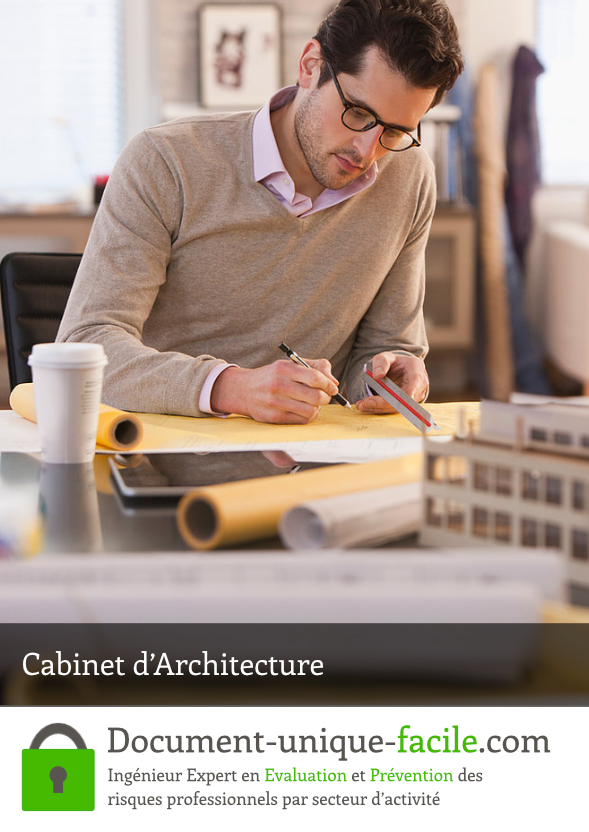 Cabinet d’Architecture
Document-unique-facile.com
Ingénieur Expert en Evaluation et Prévention des
risques professionnels par secteur d’activité